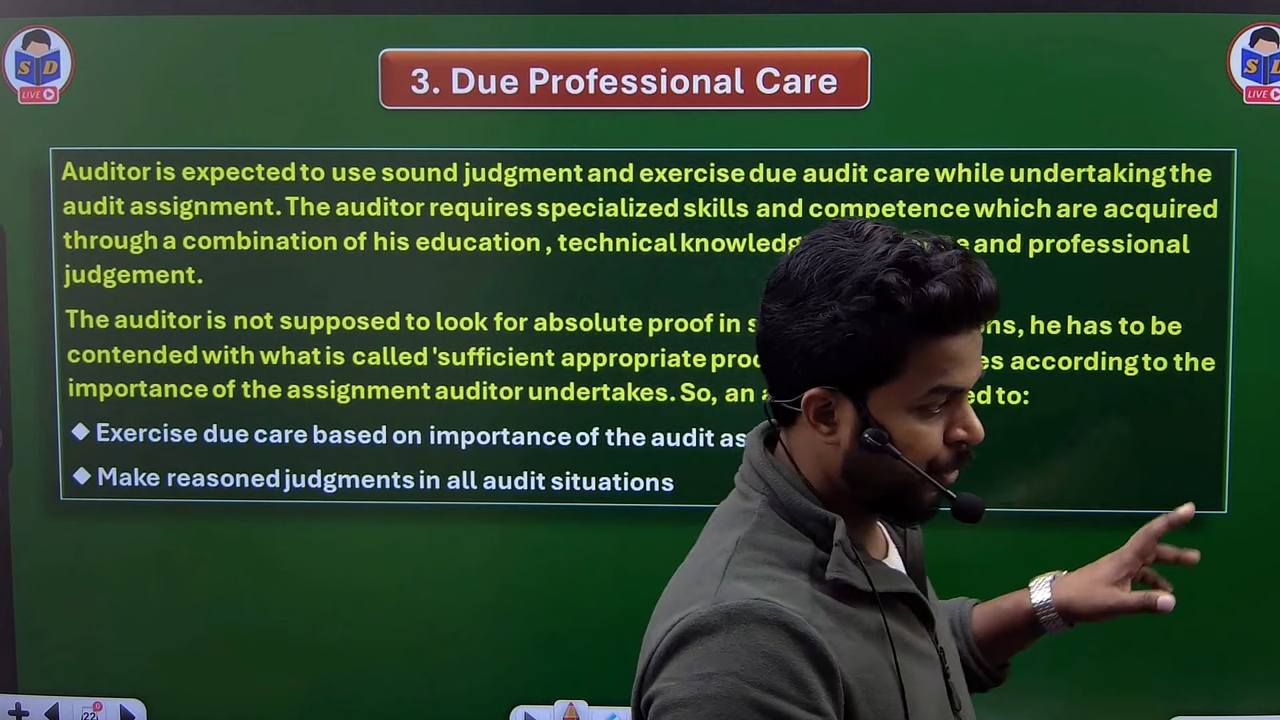 S D
LIVE
3. Due Professional Care
S D
LIVE
Auditor is expected to use sound judgment and exercise due audit care while undertaking the
audit assignment. The auditor requires specialized skills and competence which are acquired
through a combination of his education , technical and professional
judgement.
The auditor is not supposed to look for absolute proof in he has to be
contended with what is called 'sufficient appropriate according to the
importance of the assignment auditor undertakes. So, an to:
◆ Exercise due care based on importance of the audit
◆ Make reasoned judgments in all audit situations
22